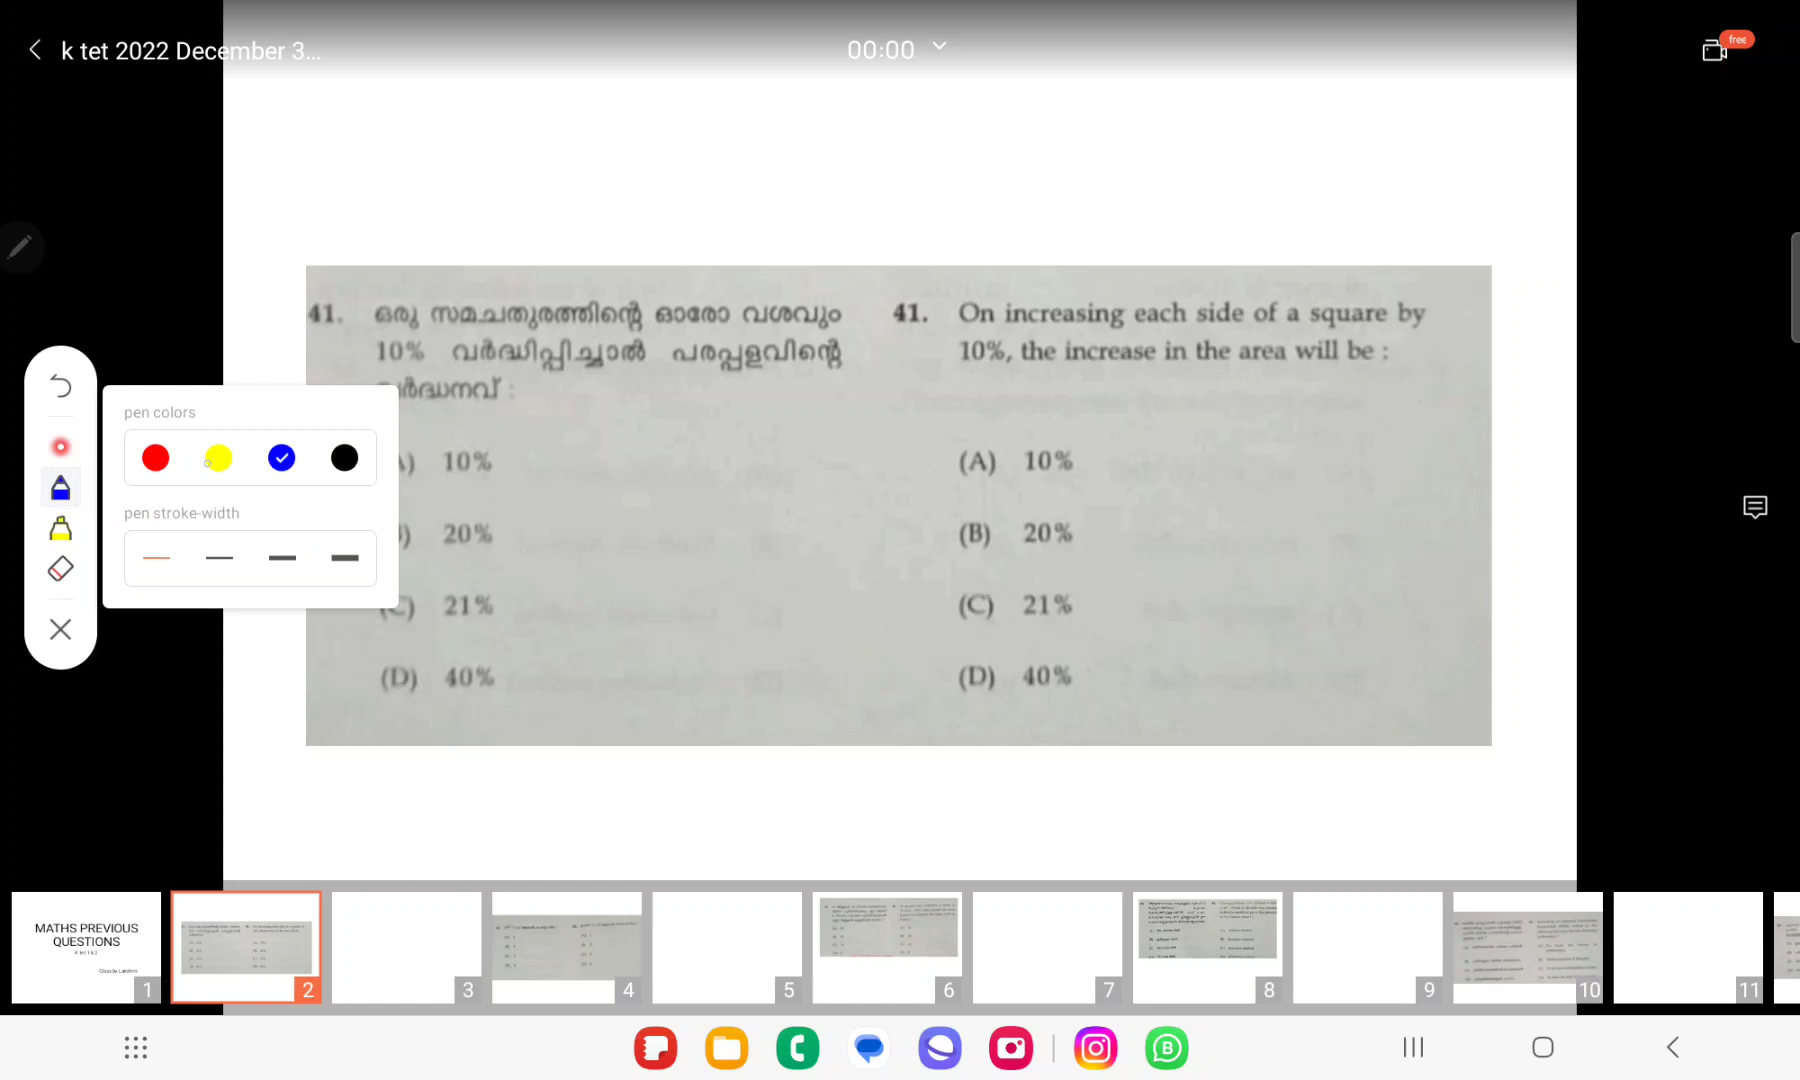 k tet 2022 December 3...
00:00
free
41. ഒരു സമചതുരത്തിന്റെ ഓരോ വശവും
10% വർദ്ധിപ്പിച്ചാൽ പരപ്പളവിന്റെ
വർദ്ധനവ് :
10%
20%
(C) 21%
(D) 40%
41. On increasing each side of a square by
10%, the increase in the area will be :
(A) 10%
(B) 20%
(C) 21%
(D) 40%
pen colors
pen stroke-width
MATHS PREVIOUS
QUESTIONS
1
2
3
4
5
6
7
8
9
10
11